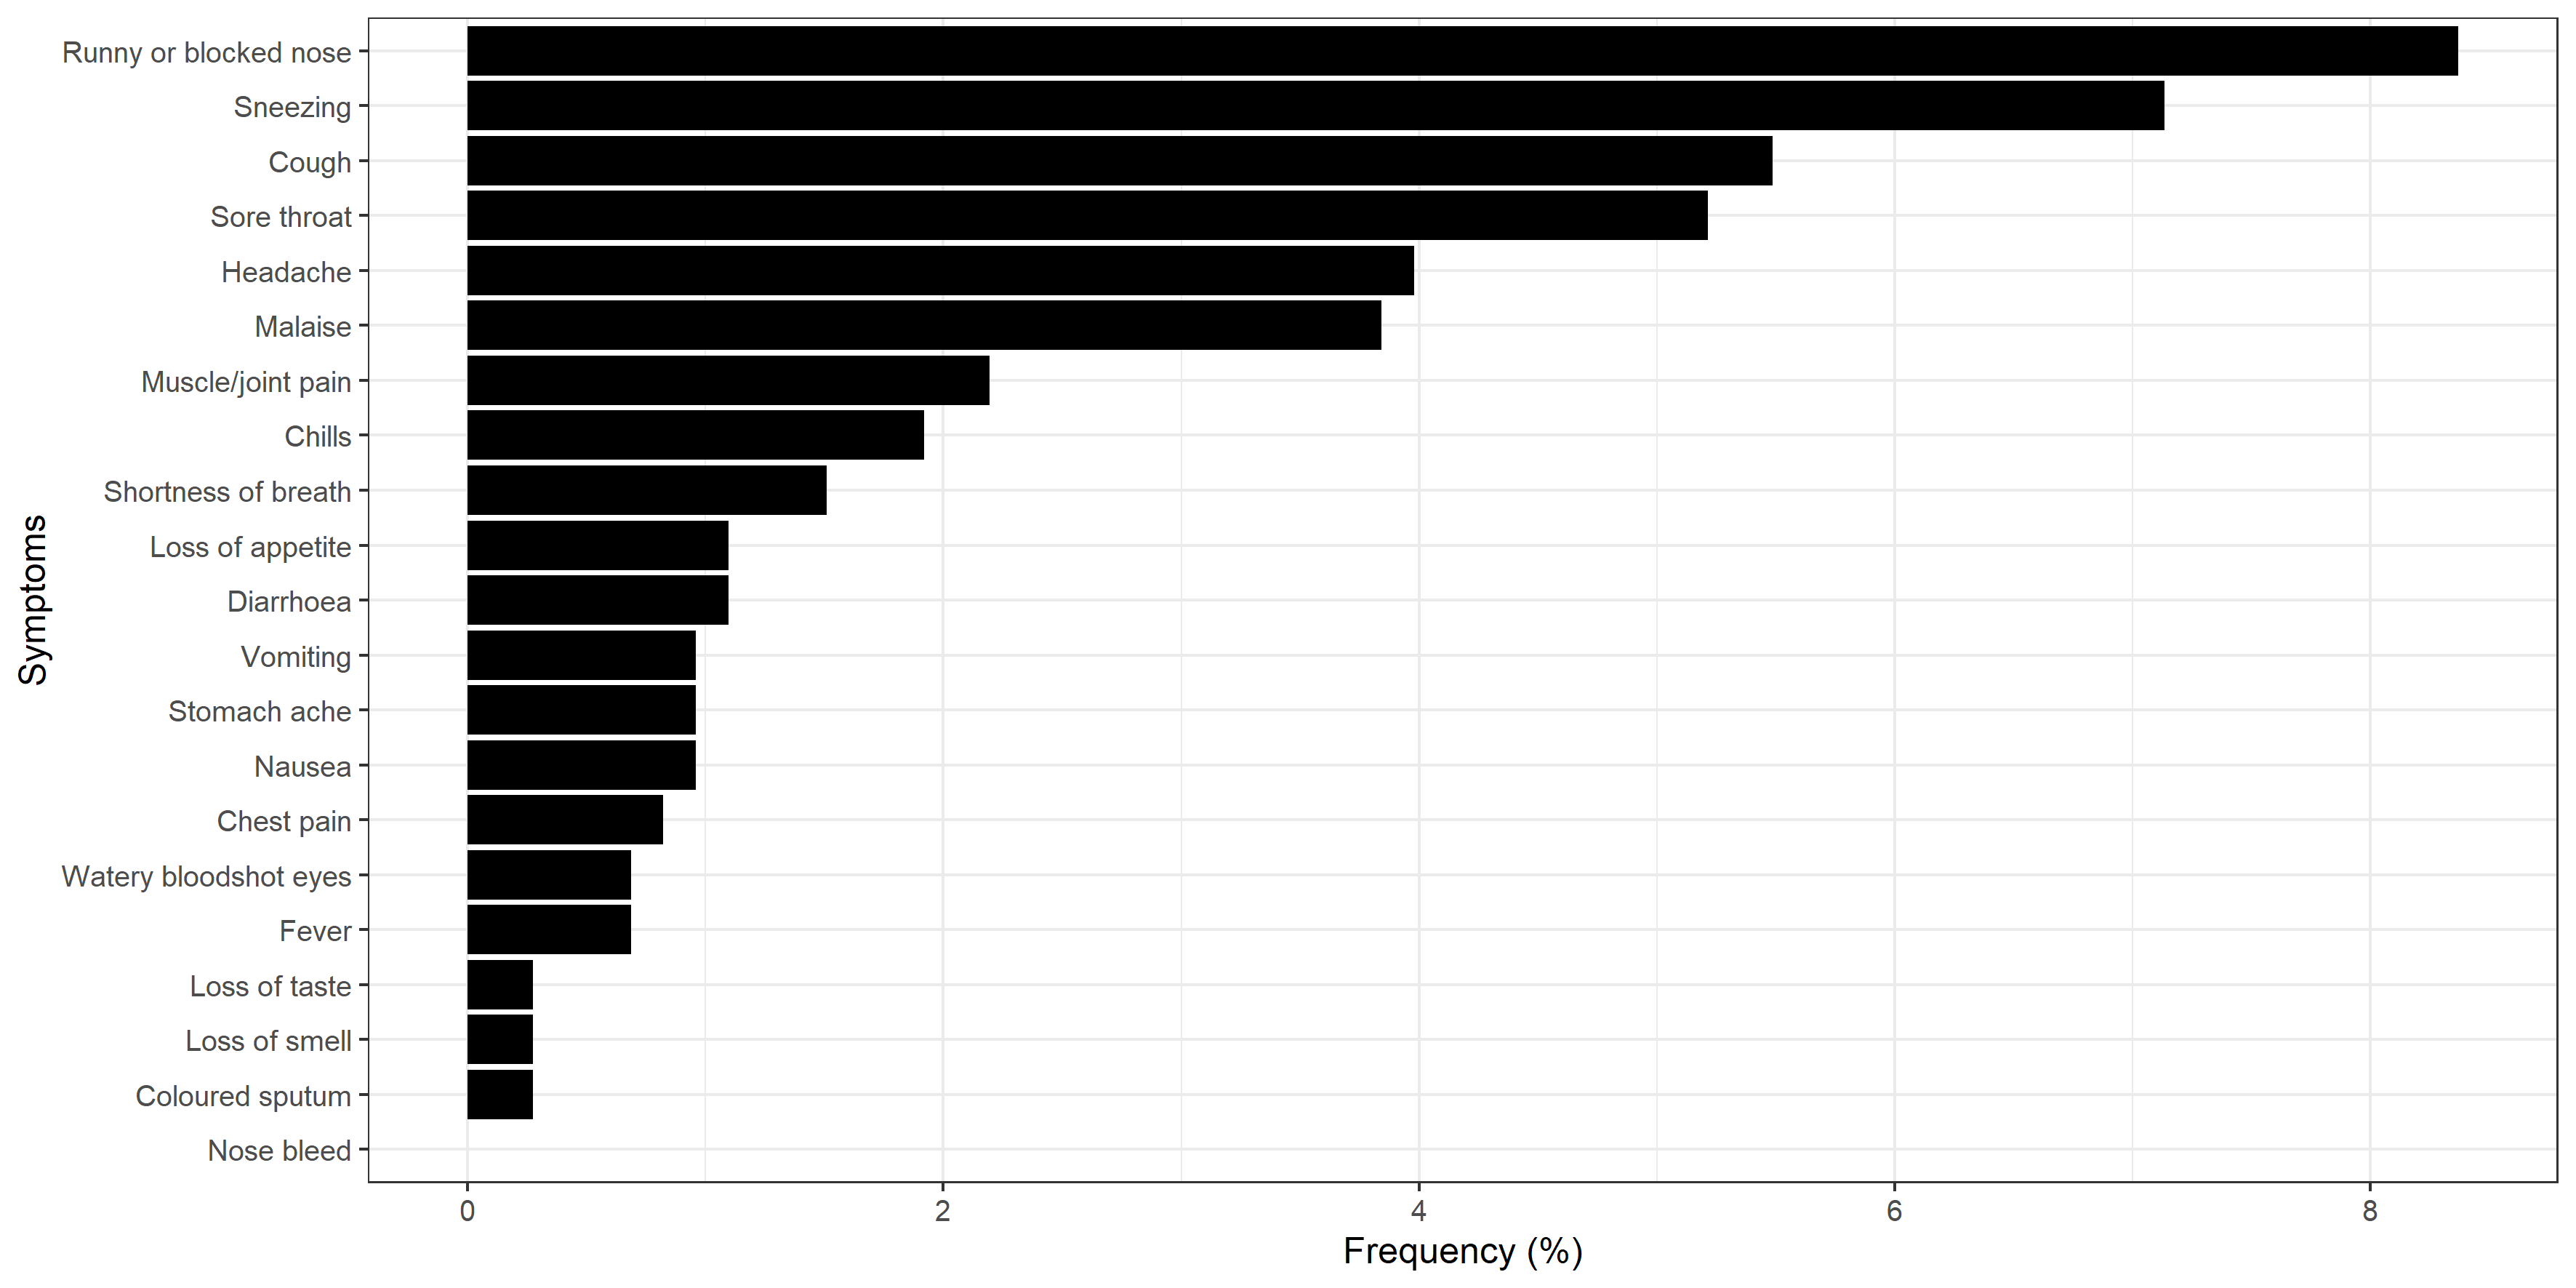 Symptoms
Runny or blocked nose
Sneezing
Cough
Sore throat
Headache
Malaise
Muscle/joint pain
Chills
Shortness of breath
Loss of appetite
Diarrhoea
Vomiting
Stomach ache
Nausea
Chest pain
Watery bloodshot eyes
Fever
Loss of taste
Loss of smell
Coloured sputum
Nose bleed
0 2 4 6 8
Frequency (%)